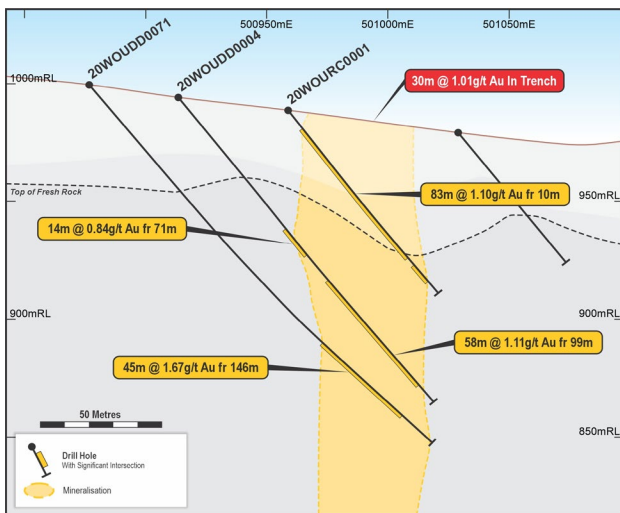 500950mE 501000mE 501050mE
20WOUDD0071
20WOUDD0004
20WOURC0001
1000mRL
30m @ 1.01g/t Au In Trench
Top of Fresh Rock
950mRL
83m @ 1.10g/t Au fr 10m
14m @ 0.84g/t Au fr 71m
900mRL
900mRL
58m @ 1.11g/t Au fr 99m
45m @ 1.67g/t Au fr 146m
50 Metres
850mRL
Drill Hole
With Significant Intersection
Mineralisation